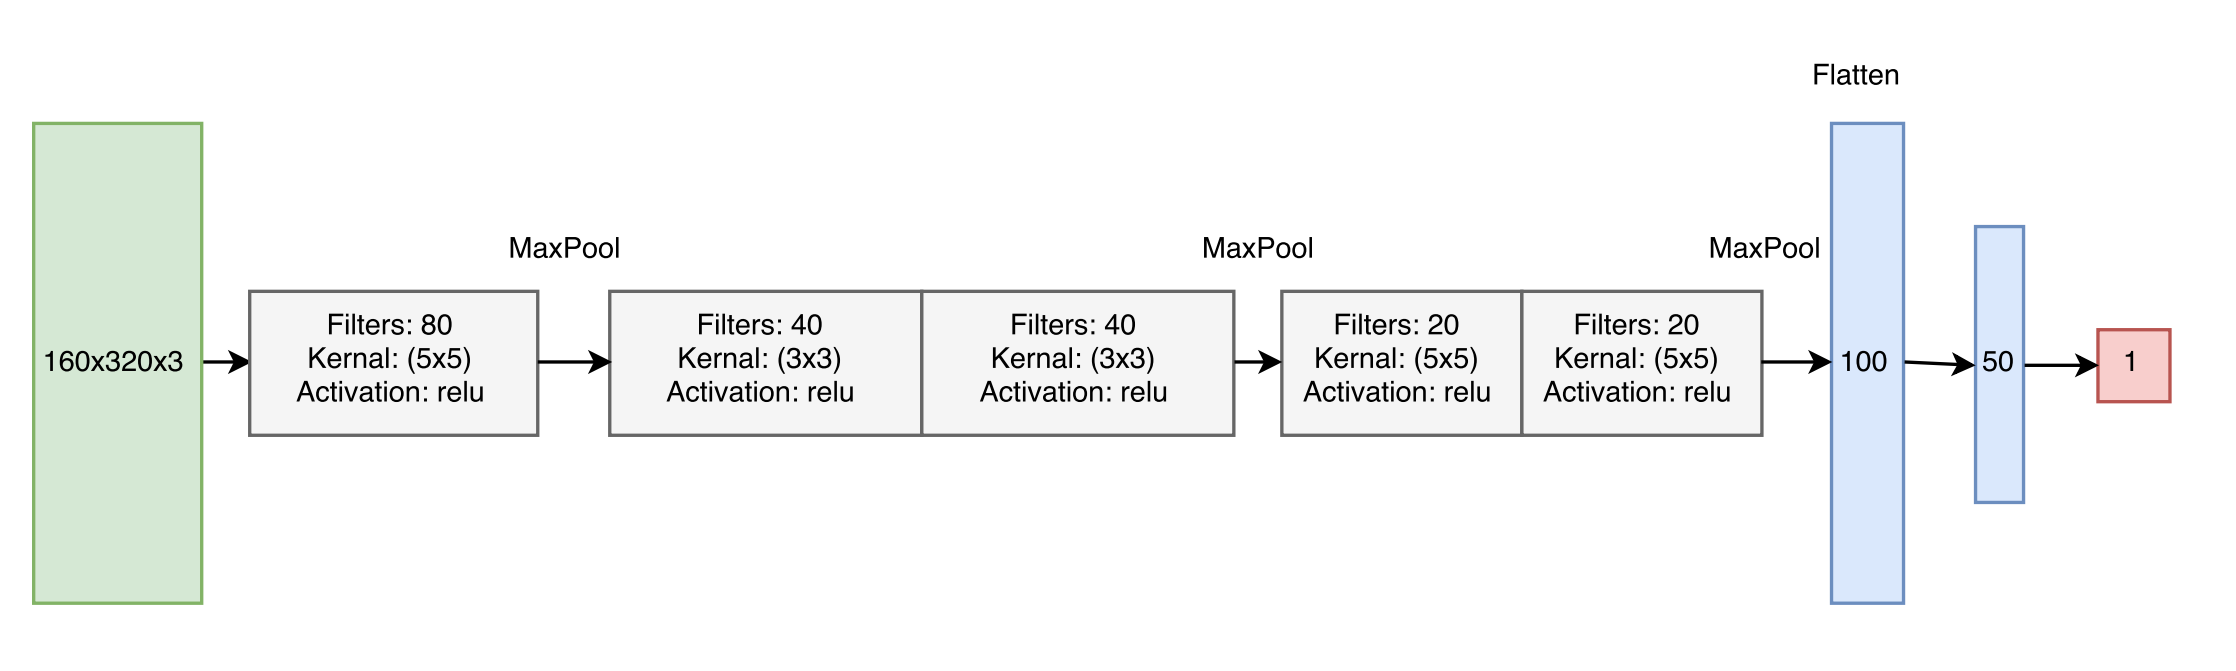 Flatten
MaxPool
MaxPool
MaxPool
160x320x3
Filters: 80
Kernal: (5x5)
Activation: relu
Filters: 40
Kernal: (3x3)
Activation: relu
Filters: 40
Kernal: (3x3)
Activation: relu
Filters: 20
Kernal: (5x5)
Activation: relu
Filters: 20
Kernal: (5x5)
Activation: relu
100
50
1